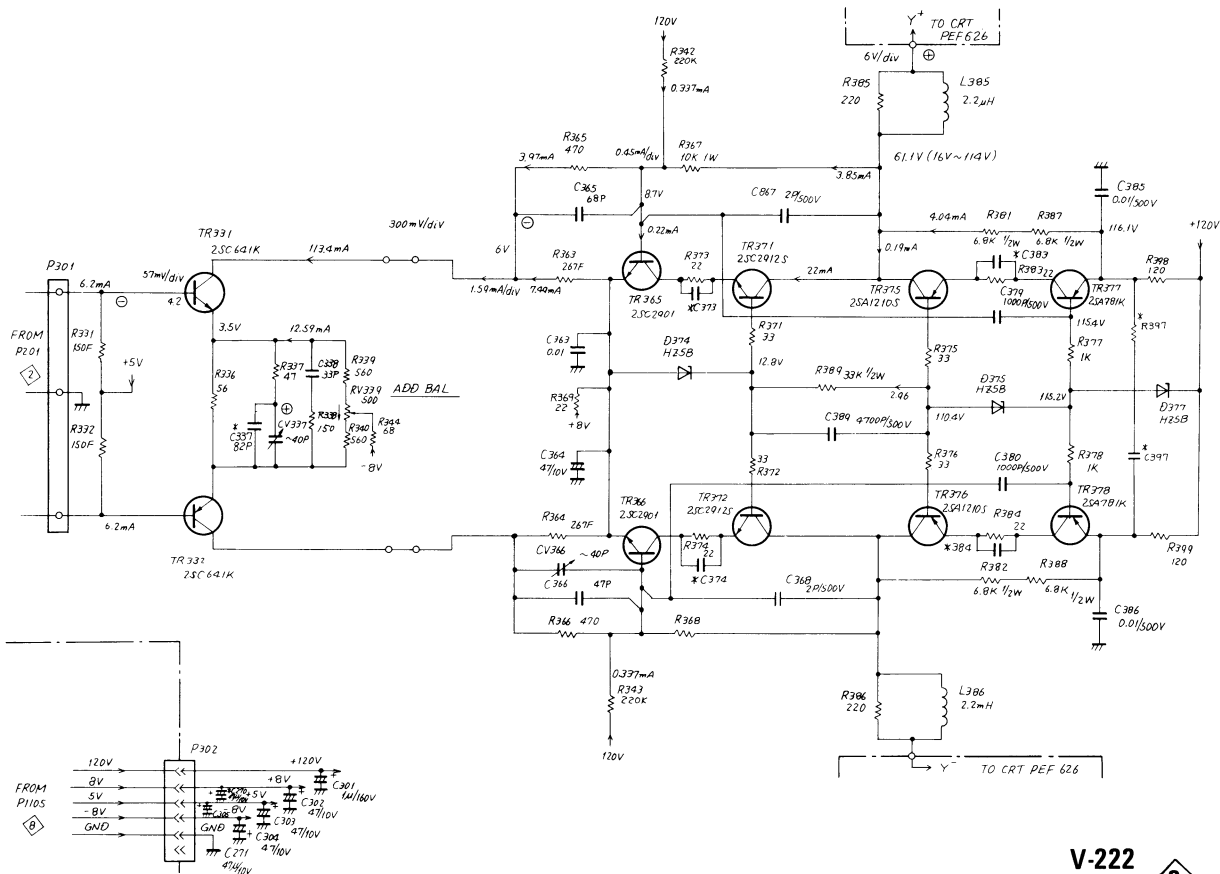 120V
R342
220K
0.337mA
Y+
TO CRT
PEF626
6V/div
⊕
R385
220
L385
2.2μH
R365
470
3.97mA
0.45mA/div
R367
10K 1W
3.85mA
61.1V (16V~114V)
C365
68P
8.7V
C867
2P/500V
C385
0.01/500V
+120V
300mV/div
⊖
0.22mA
4.04mA
R381
6.8K 1/2W
R387
6.8K 1/2W
116.1V
TR331
2SC641K
113.4mA
6V
1.59mA/div
R363
267F
7.44mA
R373
22
*C373
TR371
2SC2912S
22mA
0.19mA
*C383
R383 22
R398
120
P301
57mV/div
4.2
6.2mA
⊖
TR365
2SC2901
TR375
2SA1210S
C379
1000P/500V
TR377
2SA781K
3.5V
12.59mA
FROM
P201
2
R331
150F
+5V
R332
150F
R336
56
R337
47
C338
33P
R339
560
RV339
500
ADD BAL
*
C337
82P
⊕
CV337
~40P
R338
150
R340
560
R344
68
-8V
C363
0.01
D374
HZ5B
R371
33
12.8V
R375
33
115.4V
R377
1K
*
R397
R369
22
+8V
R389
33K 1/2W
2.96
D375
HZ5B
115.2V
110.4V
D377
HZ5B
C389
4700P/500V
C364
47/10V
33
R372
R376
33
C380
1000P/500V
R378
1K
*
C397
6.2mA
TR332
2SC641K
R364
267F
TR366
2SC2901
TR372
2SC2912S
TR376
2SA1210S
TR378
2SA781K
CV366
~40P
C366
47P
R374
22
*C374
*384
R384
22
R399
120
C368
2P/500V
R382
6.8K 1/2W
R388
6.8K 1/2W
R366
470
R368
C386
0.01/500V
0.337mA
R343
220K
120V
R386
220
L386
2.2mH
Y-
TO CRT PEF 626
P302
FROM
P1105
8
120V
8V
5V
-8V
GND
+120V
+8V
+5V
-8V
GND
C301
1μ/160V
C302
47/10V
C303
47/10V
C304
47/10V
C271
47μ/10V
V-222